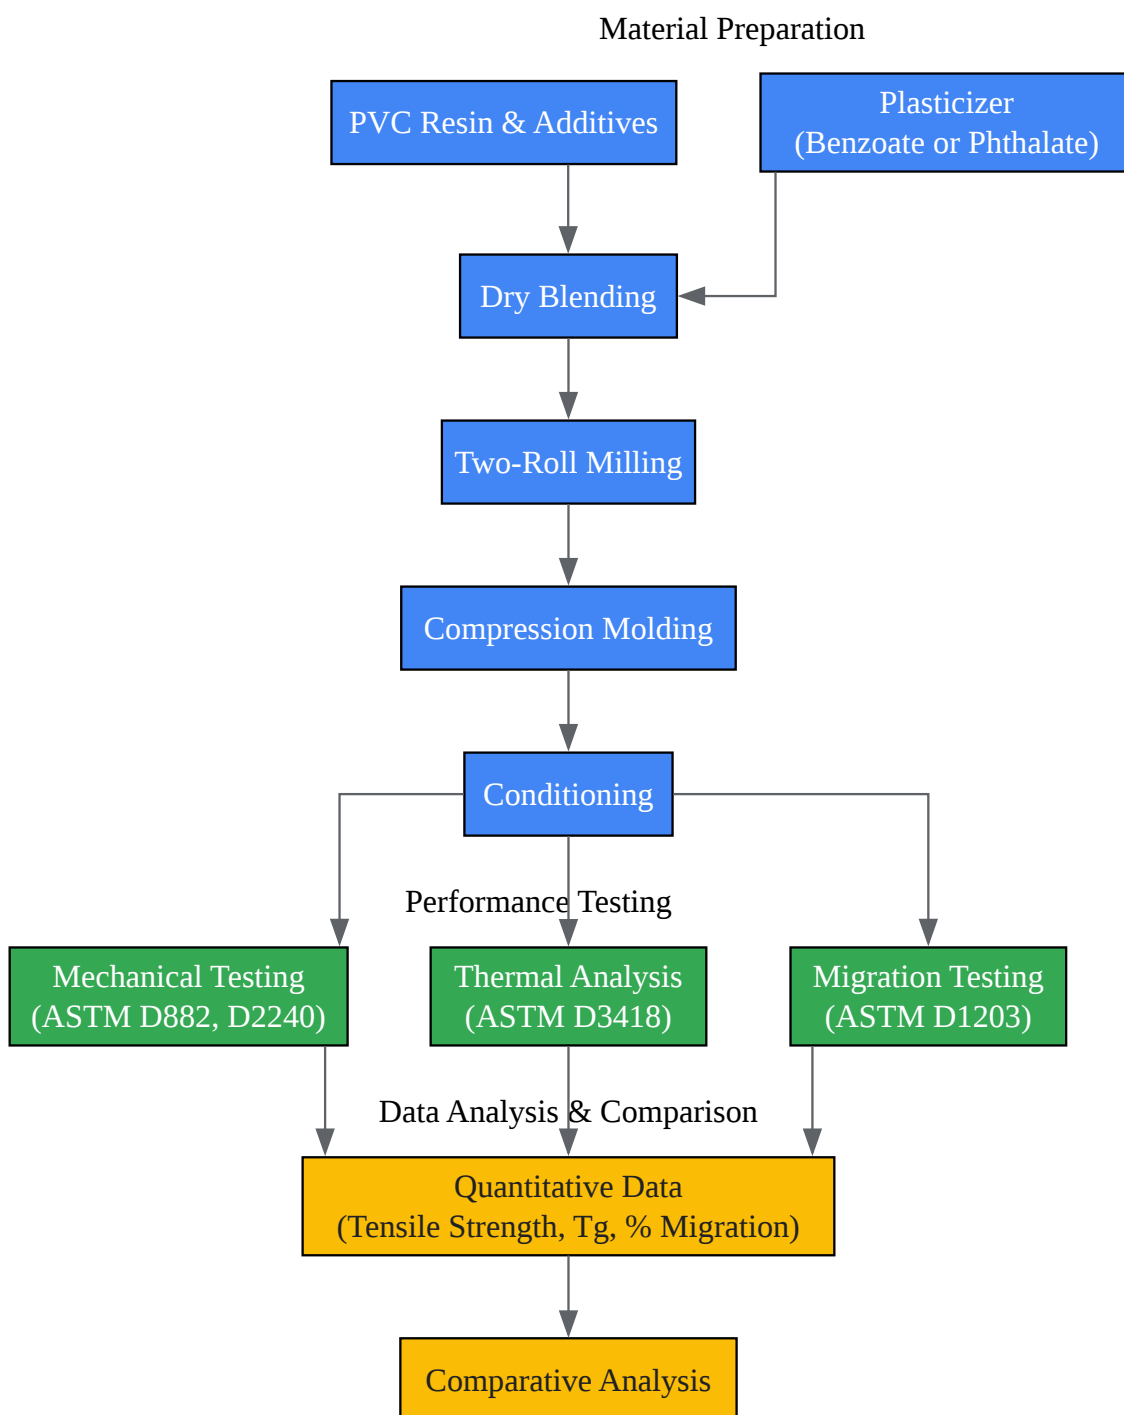 Material Preparation
PVC Resin & Additives
Plasticizer
(Benzoate or Phthalate)
Dry Blending
Two-Roll Milling
Compression Molding
Conditioning
Performance Testing
Mechanical Testing
(ASTM D882, D2240)
Thermal Analysis
(ASTM D3418)
Migration Testing
(ASTM D1203)
Data Analysis & Comparison
Quantitative Data
(Tensile Strength, Tg, % Migration)
Comparative Analysis